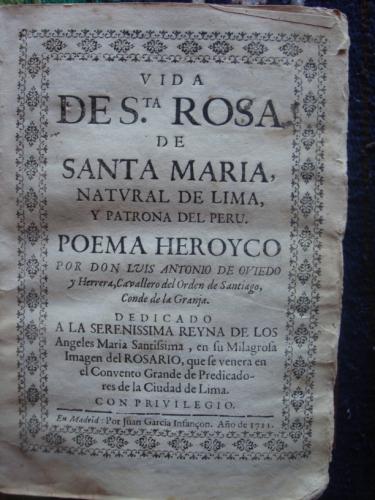 VIDA
DE S.TA ROSA
DE
SANTA MARIA,
NATVRAL DE LIMA,
Y PATRONA DEL PERU.
POEMA HEROYCO
POR DON LUIS ANTONIO DE OVIEDO
y Herrera, Cavallero del Orden de Santiago,
Conde de la Granja.
DEDICADO
A LA SERENISSIMA REYNA DE LOS
Angeles Maria Santissima, en su Milagrosa
Imagen del ROSARIO, que se venera en
el Convento Grande de Predicado-
res de la Ciudad de Lima.
CON PRIVILEGIO.
En Madrid: Por Juan Garcia Infançon. Año de 1711.